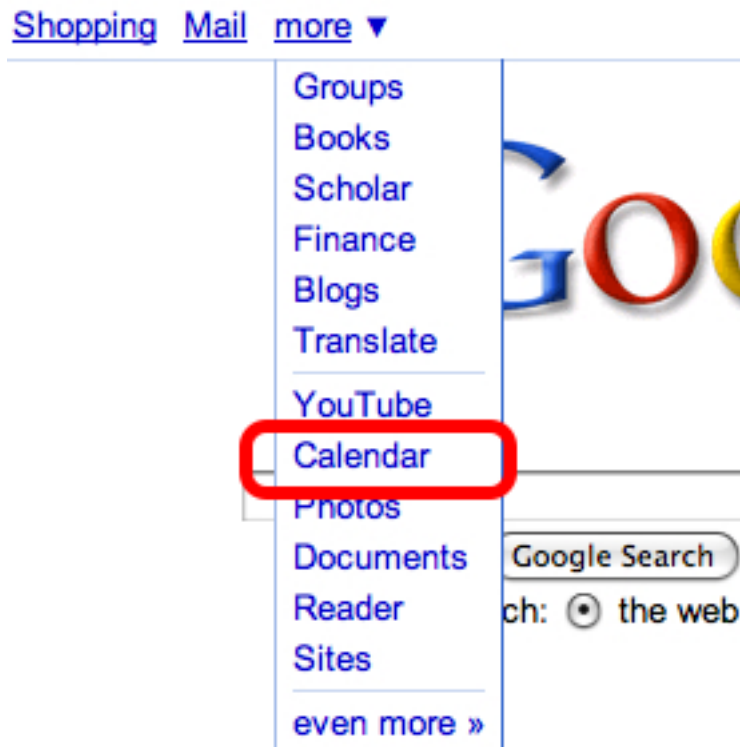 Shopping Mail more ▼
Groups
Books
Scholar
Finance
Blogs
Translate
YouTube
Calendar
Photos
Documents
Reader
Sites
even more »
Goo
Google Search
ch: the web